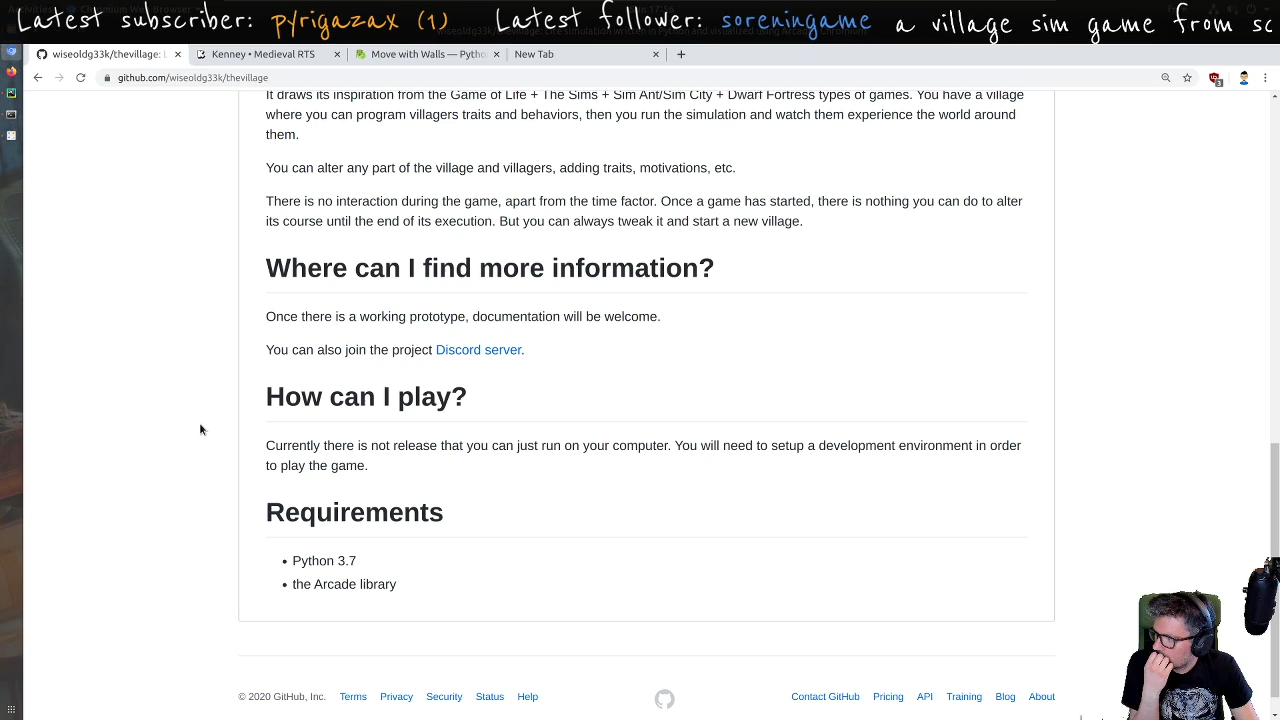 Latest subscriber: pyrigazax (1) Latest follower: soreningame a village sim game from sc
wiseoldg33k/thevillage: L × Kenney • Medieval RTS × Move with Walls — Pytho × New Tab × +
github.com/wiseoldg33k/thevillage
It draws its inspiration from the Game of Life + The Sims + Sim Ant/Sim City + Dwarf Fortress types of games. You have a village
where you can program villagers traits and behaviors, then you run the simulation and watch them experience the world around
them.
You can alter any part of the village and villagers, adding traits, motivations, etc.
There is no interaction during the game, apart from the time factor. Once a game has started, there is nothing you can do to alter
its course until the end of its execution. But you can always tweak it and start a new village.
Where can I find more information?
Once there is a working prototype, documentation will be welcome.
You can also join the project Discord server.
How can I play?
Currently there is not release that you can just run on your computer. You will need to setup a development environment in order
to play the game.
Requirements
• Python 3.7
• the Arcade library
© 2020 GitHub, Inc. Terms Privacy Security Status Help Contact GitHub Pricing API Training Blog About